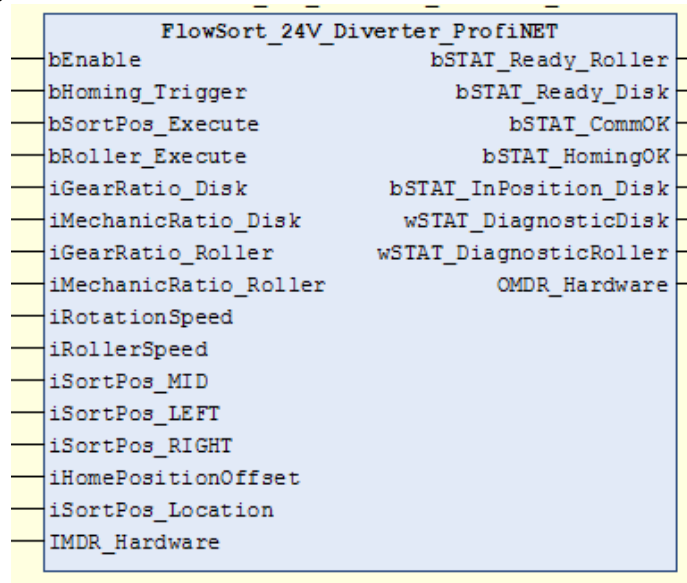 FlowSort_24V_Diverter_ProfiNET
bEnable bSTAT_Ready_Roller
bHoming_Trigger bSTAT_Ready_Disk
bSortPos_Execute bSTAT_CommOK
bRoller_Execute bSTAT_HomingOK
iGearRatio_Disk bSTAT_InPosition_Disk
iMechanicRatio_Disk wSTAT_DiagnosticDisk
iGearRatio_Roller wSTAT_DiagnosticRoller
iMechanicRatio_Roller OMDR_Hardware
iRotationSpeed
iRollerSpeed
iSortPos_MID
iSortPos_LEFT
iSortPos_RIGHT
iHomePositionOffset
iSortPos_Location
IMDR_Hardware